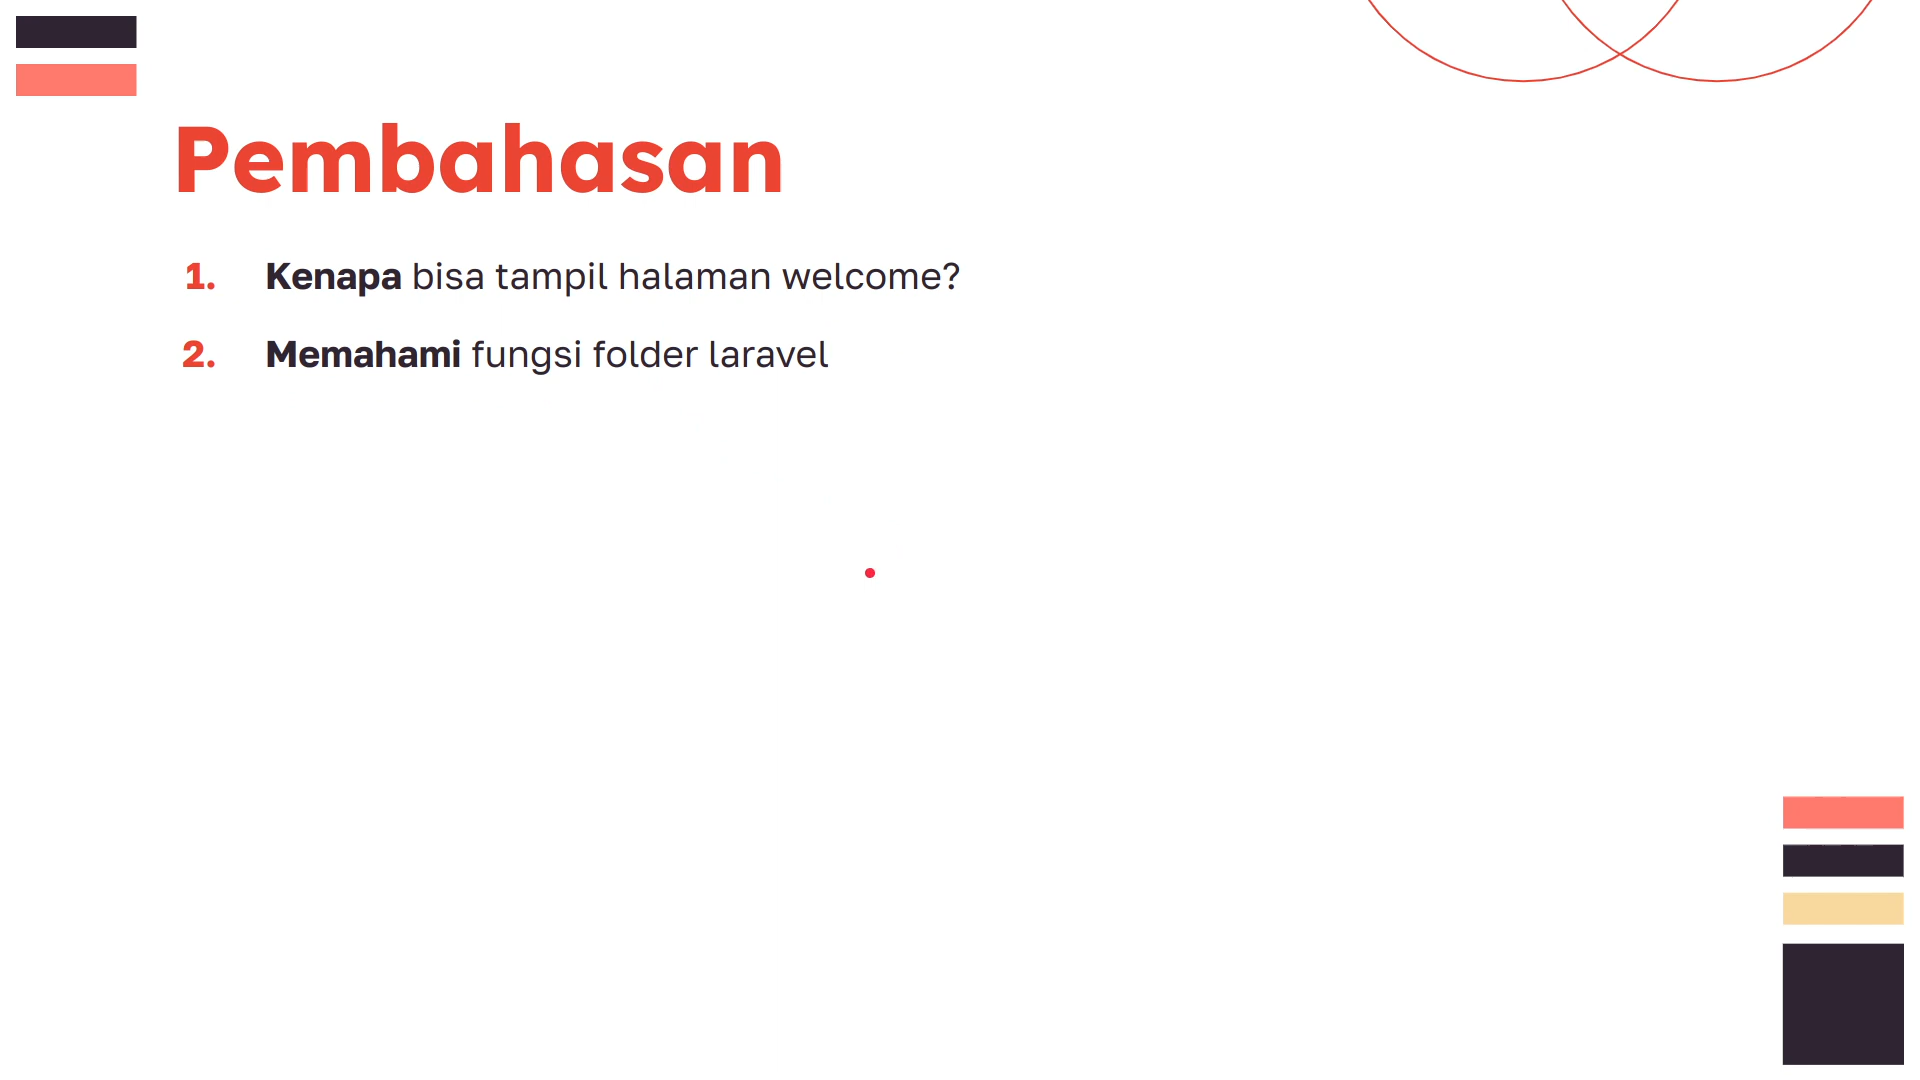 Pembahasan
1. Kenapa bisa tampil halaman welcome?
2. Memahami fungsi folder laravel